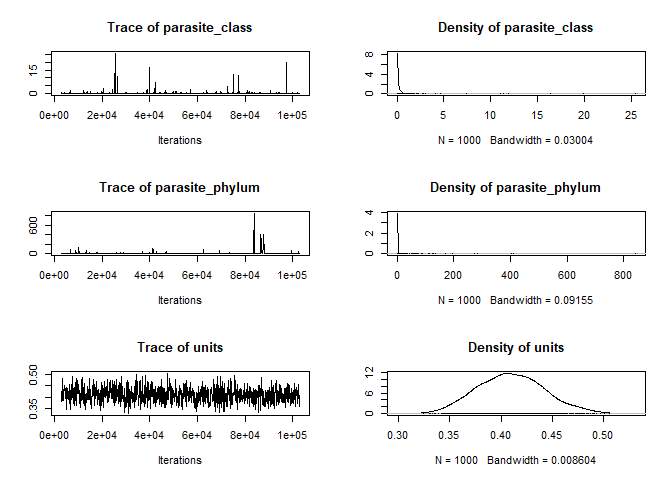 Trace of parasite_class
15
0
0e+00 2e+04 4e+04 6e+04 8e+04 1e+05
Iterations
Density of parasite_class
8
4
0
0 5 10 15 20 25
N = 1000 Bandwidth = 0.03004
Trace of parasite_phylum
600
0
0e+00 2e+04 4e+04 6e+04 8e+04 1e+05
Iterations
Density of parasite_phylum
4
2
0
0 200 400 600 800
N = 1000 Bandwidth = 0.09155
Trace of units
0.50
0.35
0e+00 2e+04 4e+04 6e+04 8e+04 1e+05
Iterations
Density of units
12
6
0
0.30 0.35 0.40 0.45 0.50
N = 1000 Bandwidth = 0.008604